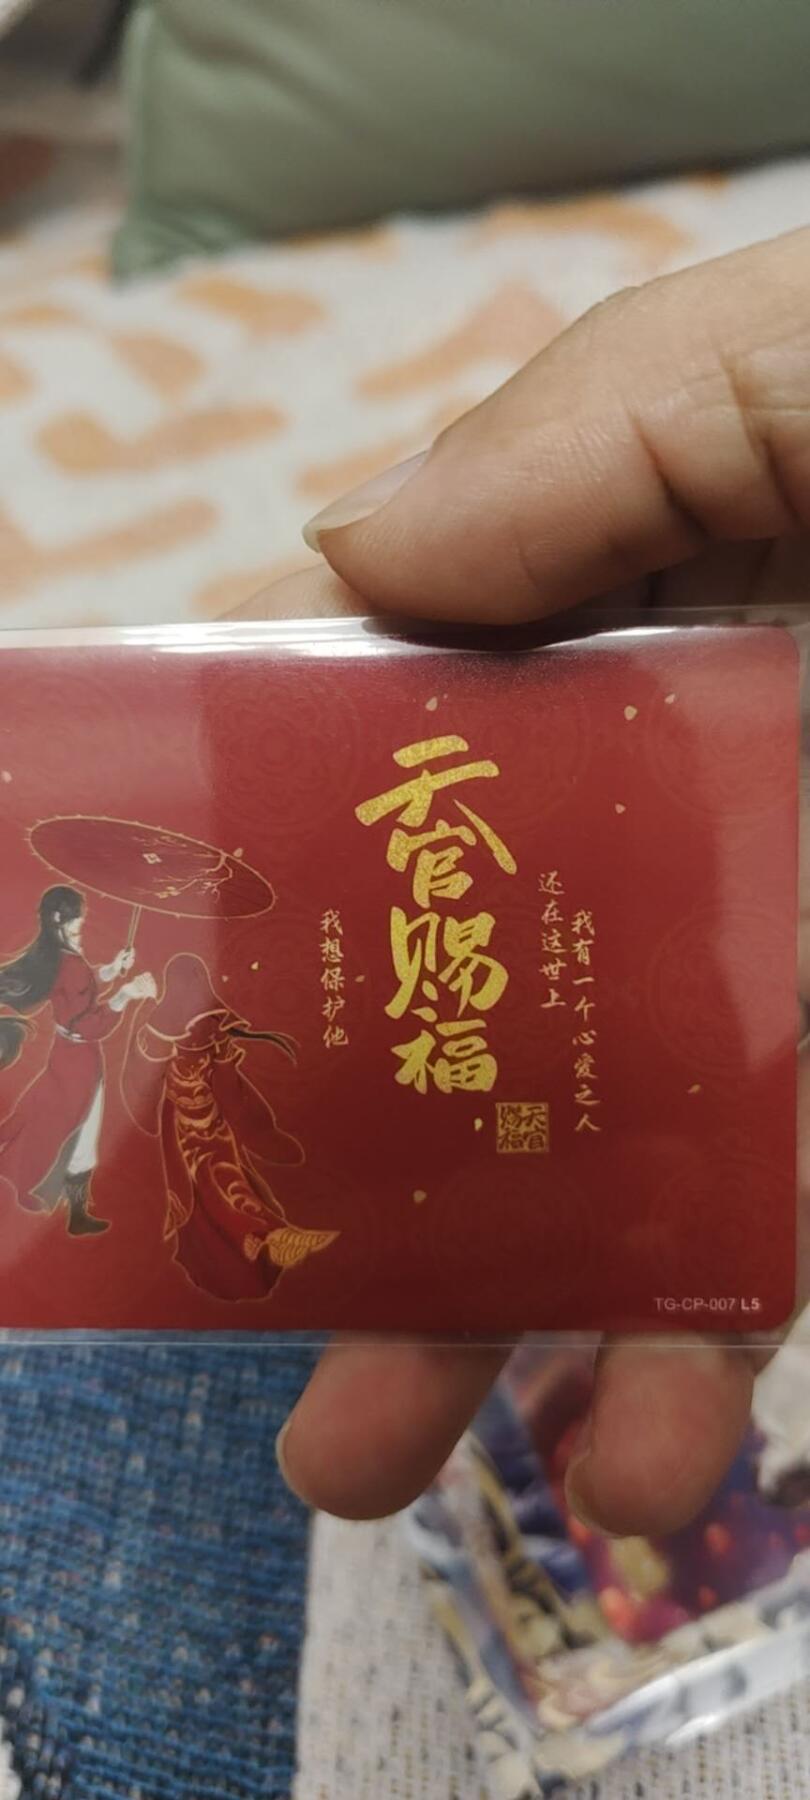 我有一个心爱之人
还在这世上
天官赐福
天官
赐福
我想保护他
TG-CP-007 L5